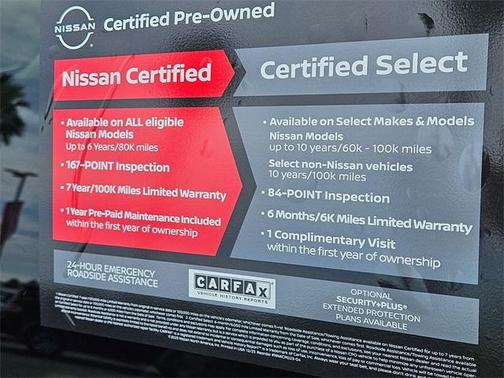 NISSAN
Certified Pre-Owned
Nissan Certified
• Available on ALL eligible
Nissan Models
Up to 6 Years/80K miles
• 167-POINT Inspection
• 7 Year/100K Miles Limited Warranty
• 1 Year Pre-Paid Maintenance Included
within the first year of ownership
Certified Select
• Available on Select Makes & Models
Nissan Models
up to 10 years/60k - 100k miles
Select non-Nissan vehicles
10 years/100k miles
• 84-POINT Inspection
• 6 Months/6K Miles Limited Warranty
• 1 Complimentary Visit
within the first year of ownership
24-HOUR EMERGENCY
ROADSIDE ASSISTANCE
CARFAX
VEHICLE HISTORY REPORTS
OPTIONAL
SECURITY+PLUS®
EXTENDED PROTECTION
PLANS AVAILABLE